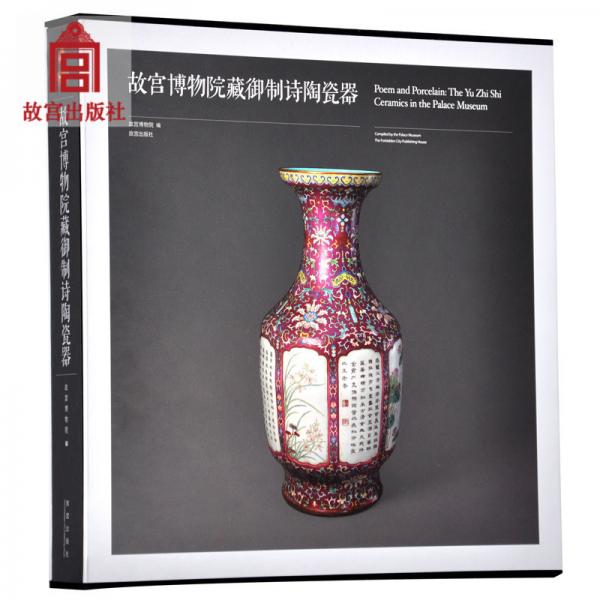 故宫出版社
故宫博物院藏御制诗陶瓷器
Poem and Porcelain: The Yu Zhi Shi
Ceramics in the Palace Museum
故宫博物院 编
故宫出版社
Compiled by the Palace Museum
The Forbidden City Publishing House
故宫博物院藏御制诗陶瓷器
故宫博物院 编
故宫出版社